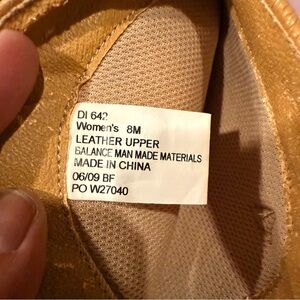 DI 642
Women's 8M
LEATHER UPPER
BALANCE MAN MADE MATERIALS
MADE IN CHINA
06/09 BF
PO W27040